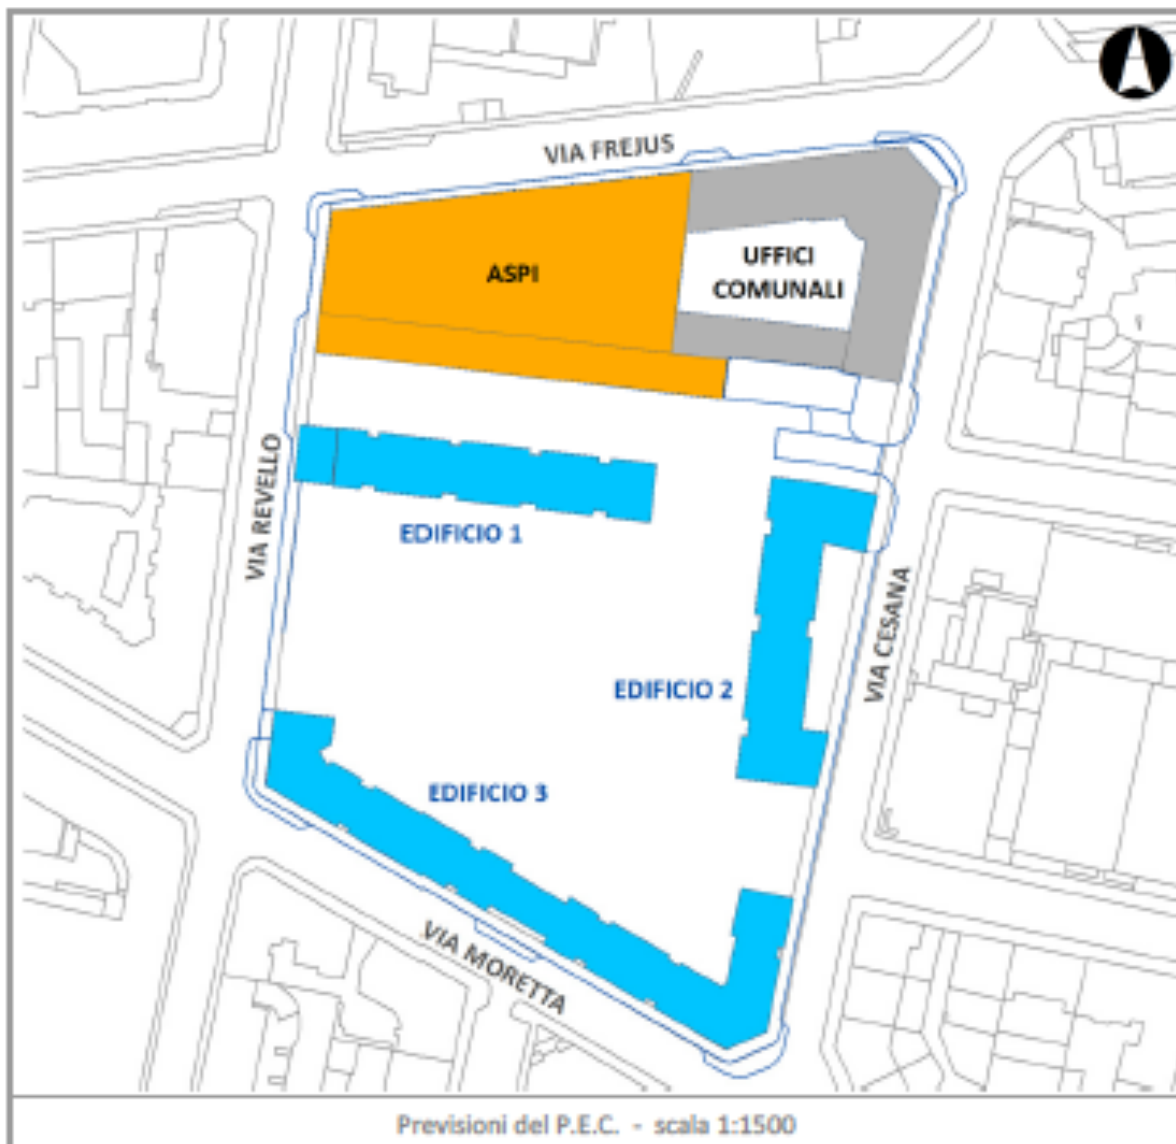 VIA FREJUS
ASPI
UFFICI
COMUNALI
VIA REVELLO
EDIFICIO 1
VIA CESANA
EDIFICIO 2
EDIFICIO 3
VIA MORETTA
Previsioni del P.E.C. - scala 1:1500